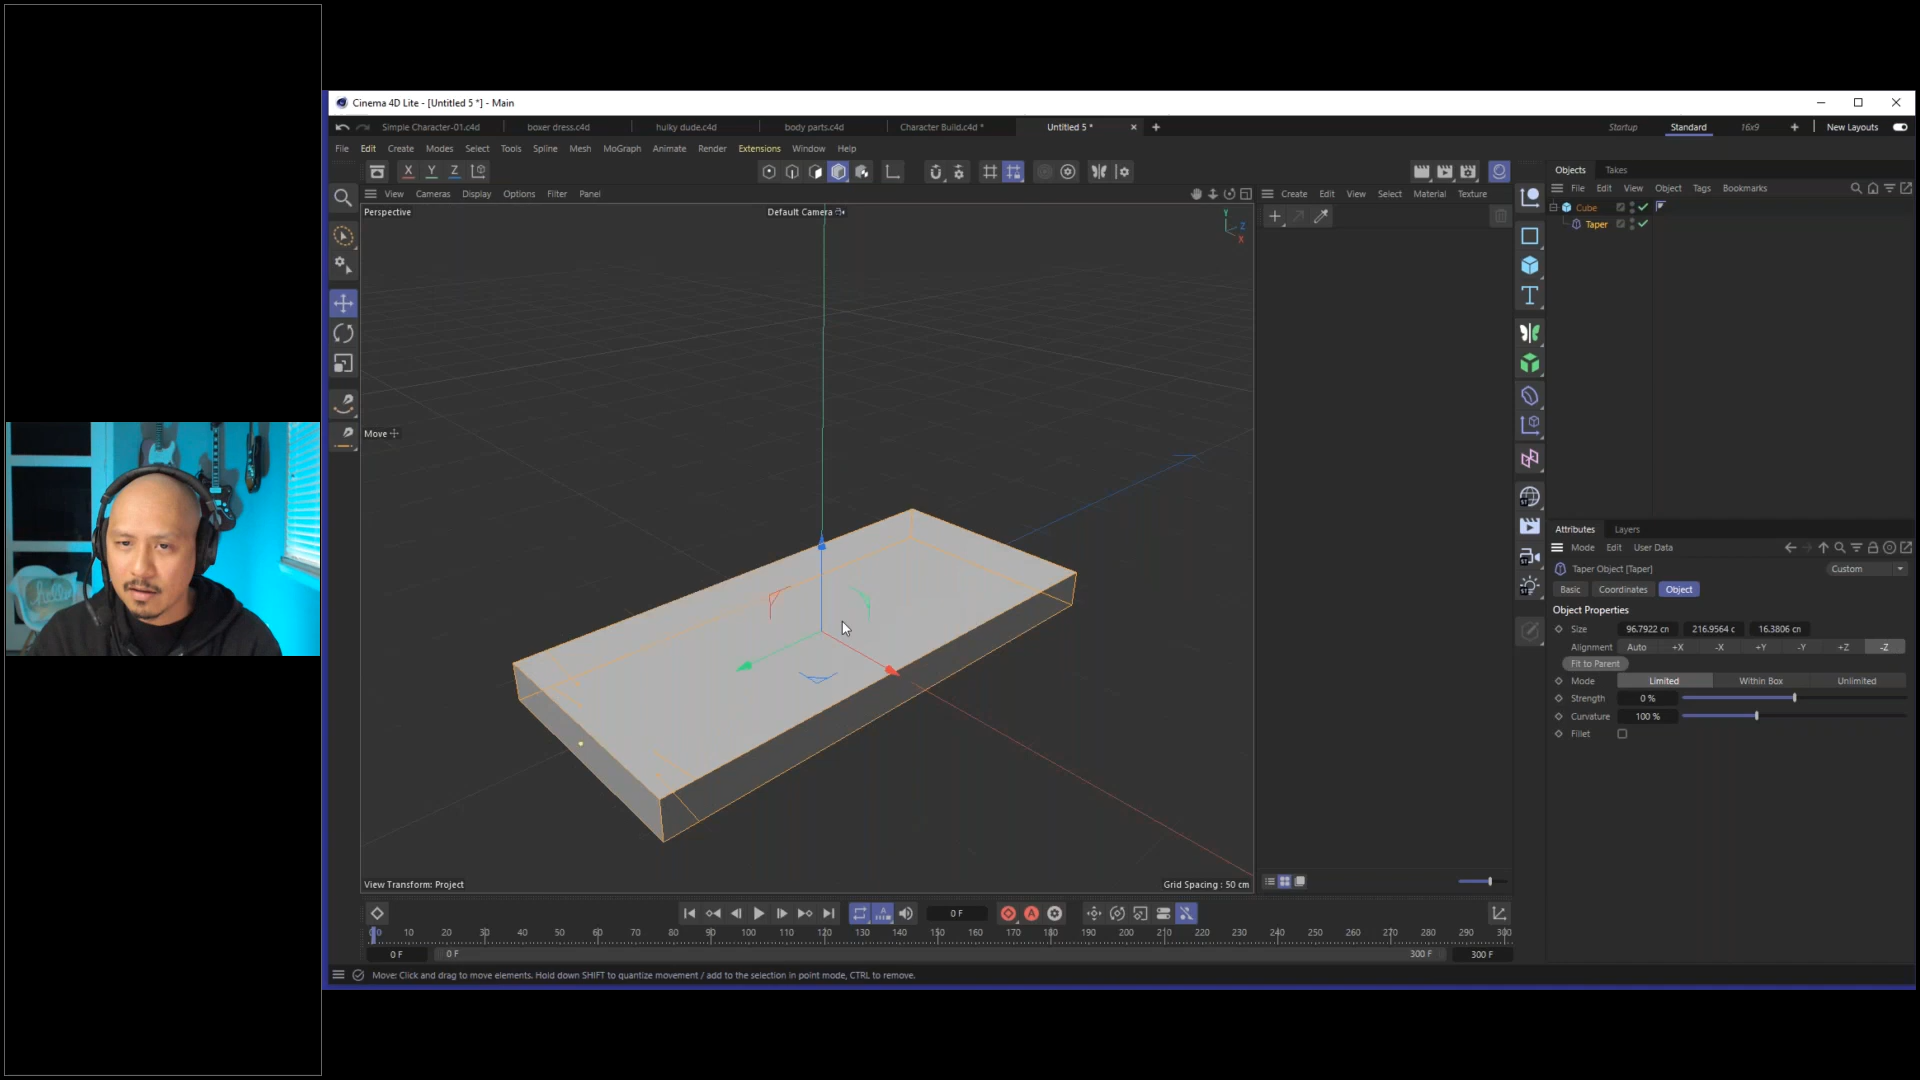 Cinema 4D Lite - [Untitled 5 *] - Main
Simple Character-01.c4d
boxer dress.c4d
hulky dude.c4d
body parts.c4d
Character Build.c4d *
Untitled 5 *
Startup
Standard
16x9
New Layouts
File Edit Create Modes Select Tools Spline Mesh MoGraph Animate Render Extensions Window Help
X Y Z
View Cameras Display Options Filter Panel
Create Edit View Select Material Texture
Perspective
Default Camera
Y
Z
X
Move
View Transform: Project
Grid Spacing : 50 cm
Objects Takes
File Edit View Object Tags Bookmarks
Cube
Taper
Attributes Layers
Mode Edit User Data
Taper Object [Taper]
Custom
Basic Coordinates Object
Object Properties
Size 96.7922 cn 216.9564 c 16.3806 cn
Alignment Auto +X -X +Y -Y +Z -Z
Fit to Parent
Mode Limited Within Box Unlimited
Strength 0 %
Curvature 100 %
Fillet
0 F
10 20 30 40 50 60 70 80 90 100 110 120 130 140 150 160 170 180 190 200 210 220 230 240 250 260 270 280 290 300
0 F 0 F 300 F 300 F
Move: Click and drag to move elements. Hold down SHIFT to quantize movement / add to the selection in point mode, CTRL to remove.
hello